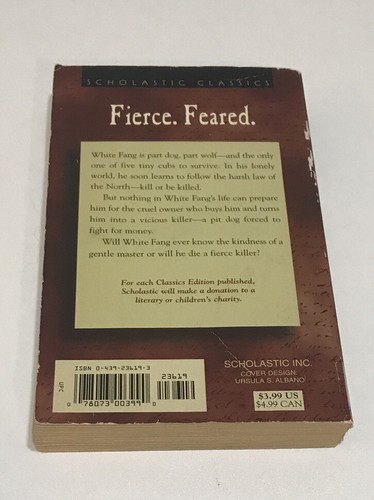 SCHOLASTIC CLASSICS
Fierce. Feared.
White Fang is part dog, part wolf—and the only
one of five tiny cubs to survive. In his lonely
world, he soon learns to follow the harsh law of
the North—kill or be killed.
But nothing in White Fang's life can prepare
him for the cruel owner who buys him and turns
him into a vicious killer—a pit dog forced to
fight for money.
Will White Fang ever know the kindness of a
gentle master or will he die a fierce killer?
For each Classics Edition published,
Scholastic will make a donation to a
literary or children's charity.
ISBN 0-439-23619-3
23619
UPC
0 78073 00399 0
SCHOLASTIC INC.
COVER DESIGN
URSULA S. ALBANO
$3.99 US
$4.99 CAN